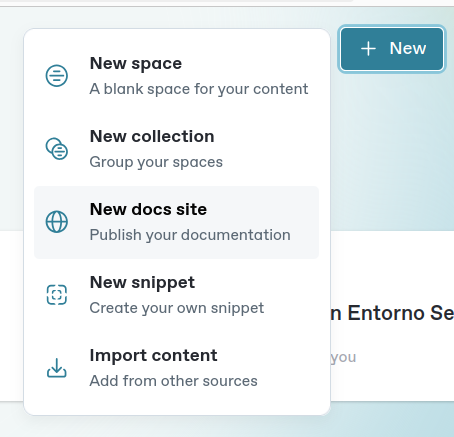 New
New space
A blank space for your content
New collection
Group your spaces
New docs site
Publish your documentation
New snippet
Create your own snippet
Import content
Add from other sources
n Entorno Se
you